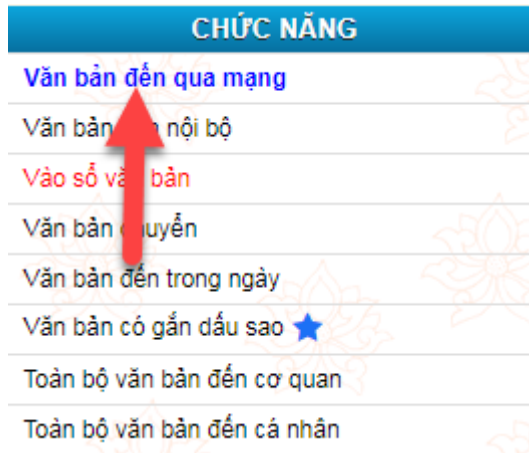 CHỨC NĂNG
Văn bản đến qua mạng
Văn bản nội bộ
Vào sổ văn bản
Văn bản chuyển
Văn bản đến trong ngày
Văn bản có gắn dấu sao
Toàn bộ văn bản đến cơ quan
Toàn bộ văn bản đến cá nhân